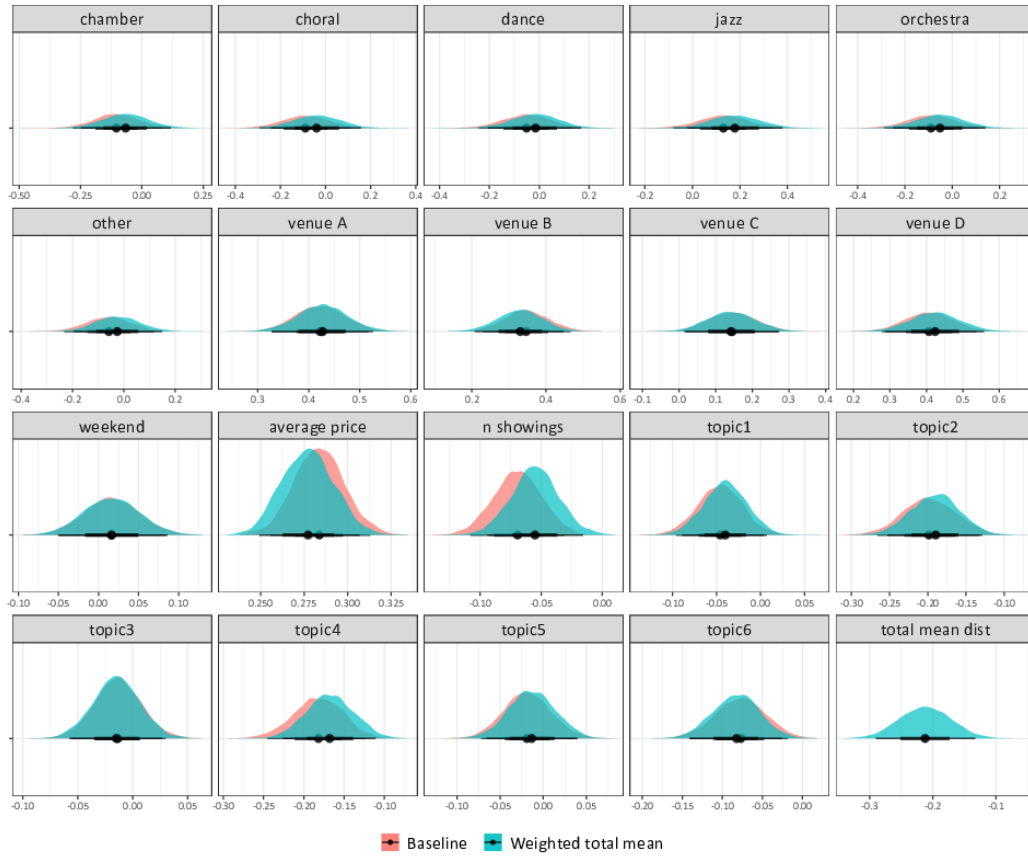 chamber choral dance jazz orchestra
-0.50 -0.25 0.00 0.25 -0.4 -0.2 0.0 0.2 0.4 -0.4 -0.2 0.0 0.2 -0.2 0.0 0.2 0.4 -0.4 -0.2 0.0 0.2
other venue A venue B venue C venue D
-0.4 -0.2 0.0 0.2 0.3 0.4 0.5 0.6 0.2 0.4 0.6 -0.1 0.0 0.1 0.2 0.3 0.4 0.2 0.3 0.4 0.5 0.6
weekend average price n showings topic1 topic2
-0.10 -0.05 0.00 0.05 0.10 0.250 0.275 0.300 0.325 -0.10 -0.05 0.00 -0.15 -0.10 -0.05 0.00 0.05 -0.30 -0.25 -0.20 -0.15 -0.10
topic3 topic4 topic5 topic6 total mean dist
-0.10 -0.05 0.00 0.05 -0.30 -0.25 -0.20 -0.15 -0.10 -0.10 -0.05 0.00 0.05 -0.20 -0.15 -0.10 -0.05 0.00 -0.3 -0.2 -0.1
Baseline Weighted total mean